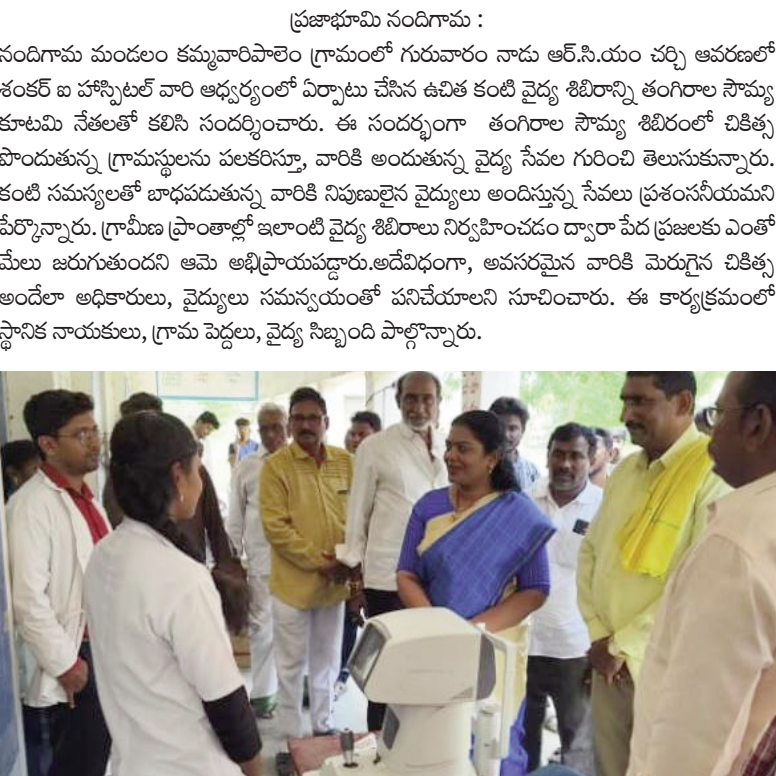 ప్రజాభూమి నందిగామ :
నందిగామ మండలం కమ్మవారిపాలెం గ్రామంలో గురువారం నాడు ఆర్.సి.యం చర్చి ఆవరణలో
శంకర్ ఐ హాస్పిటల్ వారి ఆధ్వర్యంలో ఏర్పాటు చేసిన ఉచిత కంటి వైద్య శిబిరాన్ని తంగిరాల సౌమ్య
కూటమి నేతలతో కలిసి సందర్శించారు. ఈ సందర్భంగా తంగిరాల సౌమ్య శిబిరంలో చికిత్స
పొందుతున్న గ్రామస్థులను పలకరిస్తూ, వారికి అందుతున్న వైద్య సేవల గురించి తెలుసుకున్నారు.
కంటి సమస్యలతో బాధపడుతున్న వారికి నిపుణులైన వైద్యులు అందిస్తున్న సేవలు ప్రశంసనీయమని
పేర్కొన్నారు. గ్రామీణ ప్రాంతాల్లో ఇలాంటి వైద్య శిబిరాలు నిర్వహించడం ద్వారా పేద ప్రజలకు ఎంతో
మేలు జరుగుతుందని ఆమె అభిప్రాయపడ్డారు.అదేవిధంగా, అవసరమైన వారికి మెరుగైన చికిత్స
అందేలా అధికారులు, వైద్యులు సమన్వయంతో పనిచేయాలని సూచించారు. ఈ కార్యక్రమంలో
స్థానిక నాయకులు, గ్రామ పెద్దలు, వైద్య సిబ్బంది పాల్గొన్నారు.